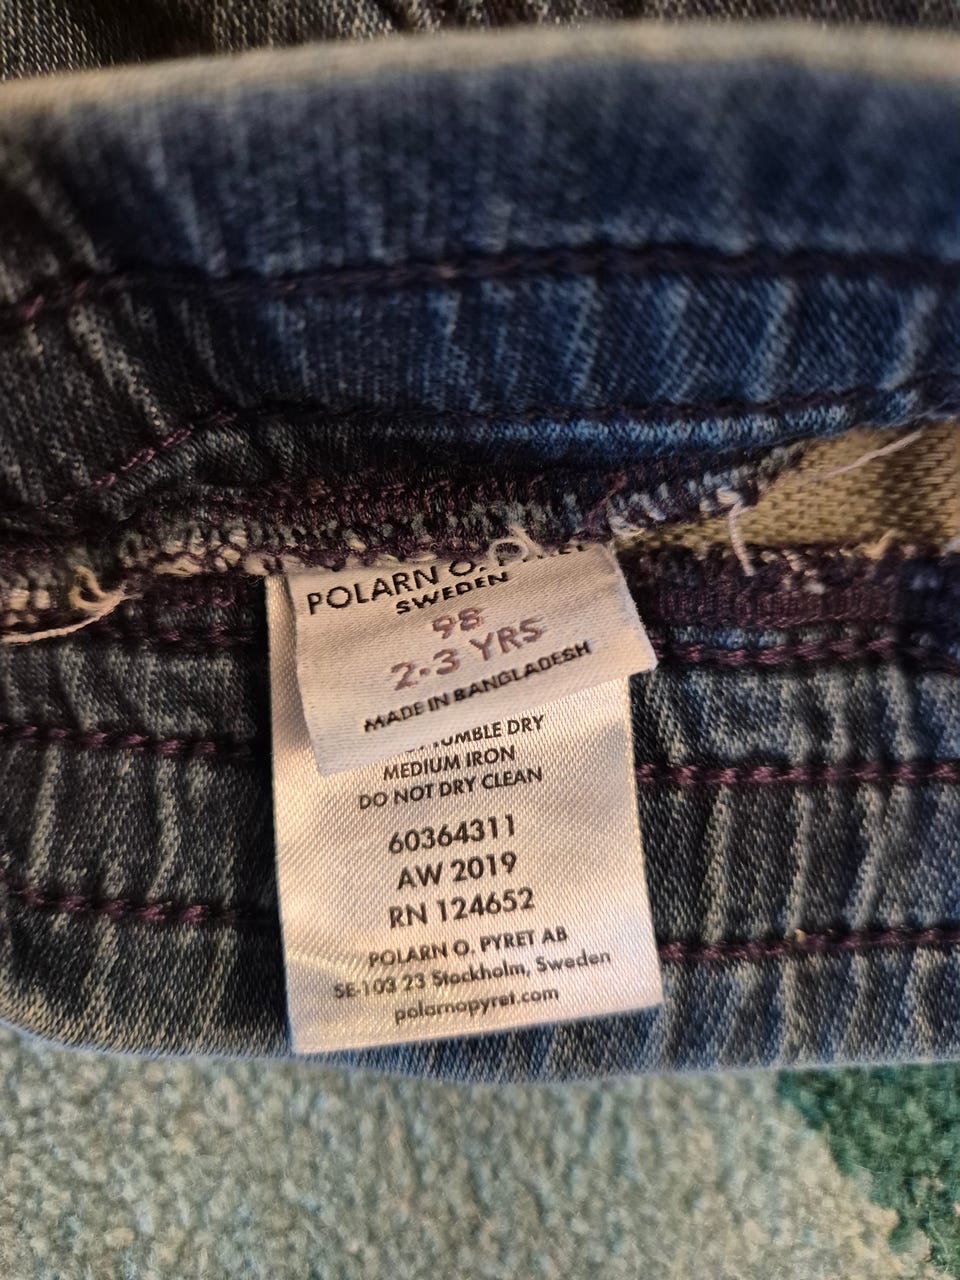 POLARN O. PYRET
SWEDEN
98
2-3 YRS
MADE IN BANGLADESH
TUMBLE DRY
MEDIUM IRON
DO NOT DRY CLEAN
60364311
AW 2019
RN 124652
POLARN O. PYRET AB
SE-103 23 Stockholm, Sweden
polarnopyret.com